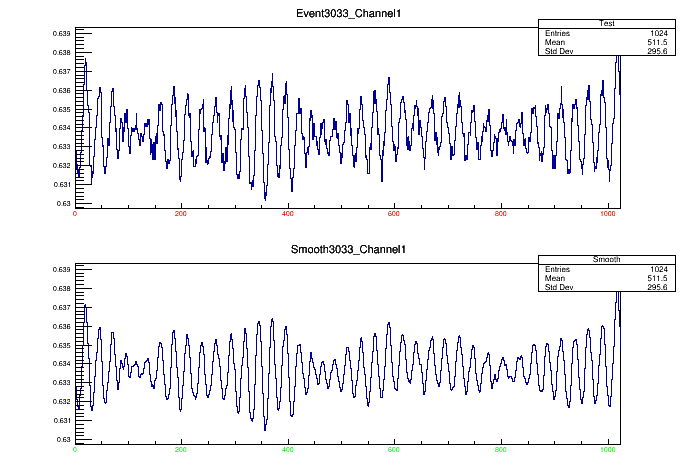 Event3033_Channel1
Test
Entries 1024
Mean 511.5
Std Dev 295.6
0.639
0.638
0.637
0.636
0.635
0.634
0.633
0.632
0.631
0.63
0 200 400 600 800 1000
Smooth3033_Channel1
Smooth
Entries 1024
Mean 511.5
Std Dev 295.6
0.639
0.638
0.637
0.636
0.635
0.634
0.633
0.632
0.631
0.63
0 200 400 600 800 1000